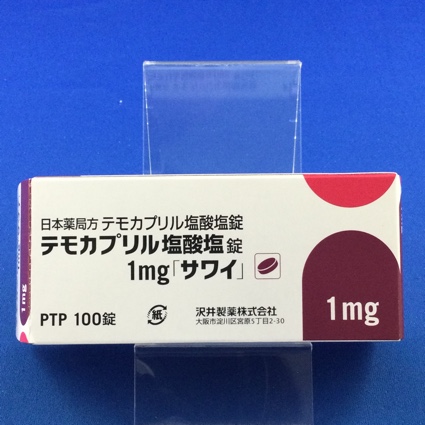 日本薬局方 テモカプリル塩酸塩錠
テモカプリル塩酸塩 錠
1mg「サワイ」
PTP 100錠
紙
沢井製薬株式会社
大阪市淀川区宮原5丁目2-30
1mg
1mg